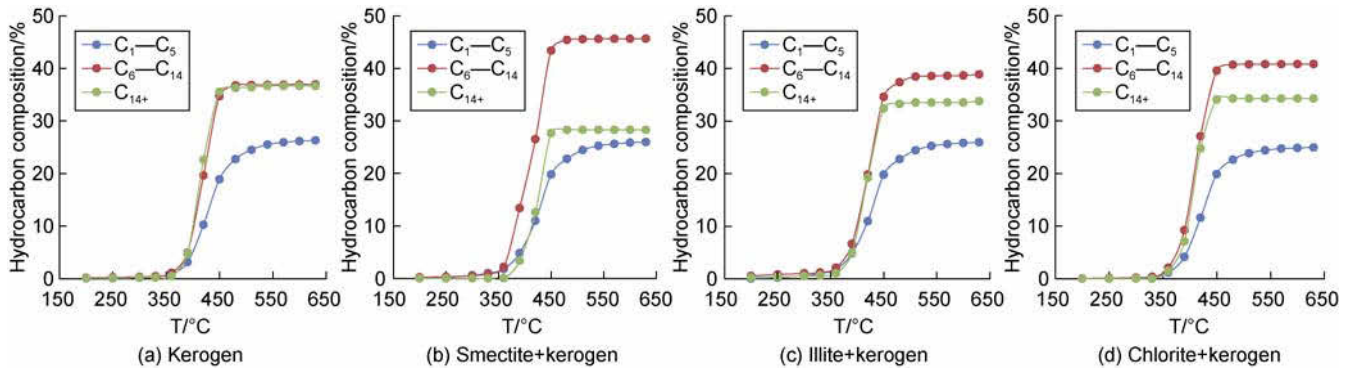 Hydrocarbon composition/%
50
40
30
20
10
0
C₁—C₅
C₆—C₁₄
C₁₄₊
150 250 350 450 550 650
T/°C
(a) Kerogen
Hydrocarbon composition/%
50
40
30
20
10
0
C₁—C₅
C₆—C₁₄
C₁₄₊
150 250 350 450 550 650
T/°C
(b) Smectite+kerogen
Hydrocarbon composition/%
50
40
30
20
10
0
C₁—C₅
C₆—C₁₄
C₁₄₊
150 250 350 450 550 650
T/°C
(c) Illite+kerogen
Hydrocarbon composition/%
50
40
30
20
10
0
C₁—C₅
C₆—C₁₄
C₁₄₊
150 250 350 450 550 650
T/°C
(d) Chlorite+kerogen